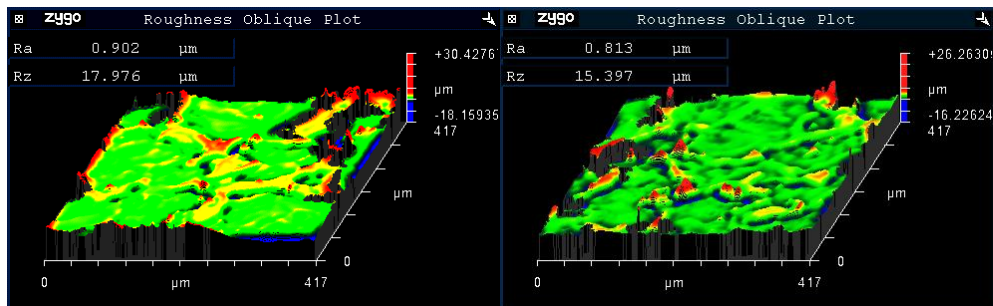 zygo Roughness Oblique Plot
Ra 0.902 µm
Rz 17.976 µm
+30.4276
µm
-18.15935
417
µm
0
0 µm 417
zygo Roughness Oblique Plot
Ra 0.813 µm
Rz 15.397 µm
+26.2630
µm
-16.22624
417
µm
0
0 µm 417